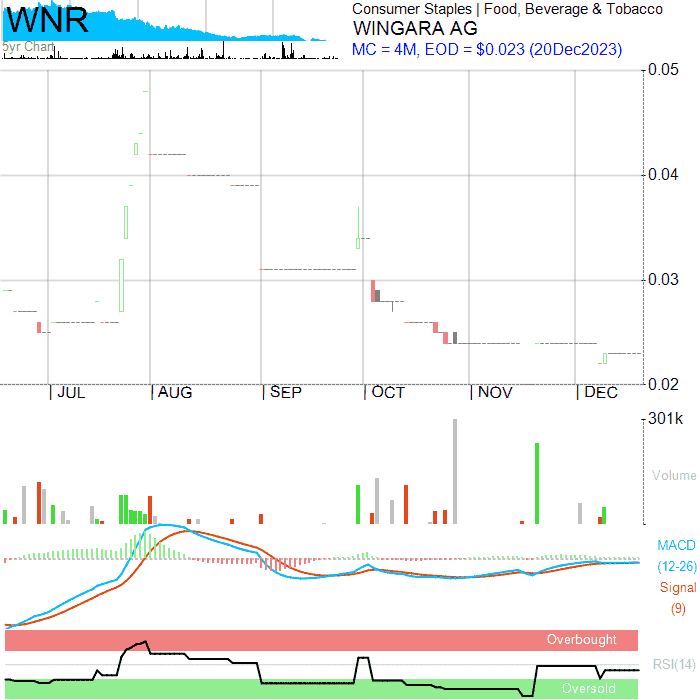 WNR
5yr Chart
Consumer Staples | Food, Beverage & Tobacco
WINGARA AG
MC = 4M, EOD = $0.023 (20Dec2023)
0.05
0.04
0.03
0.02
JUL AUG SEP OCT NOV DEC
301k
Volume
MACD
(12-26)
Signal
(9)
Overbought
RSI(14)
Oversold